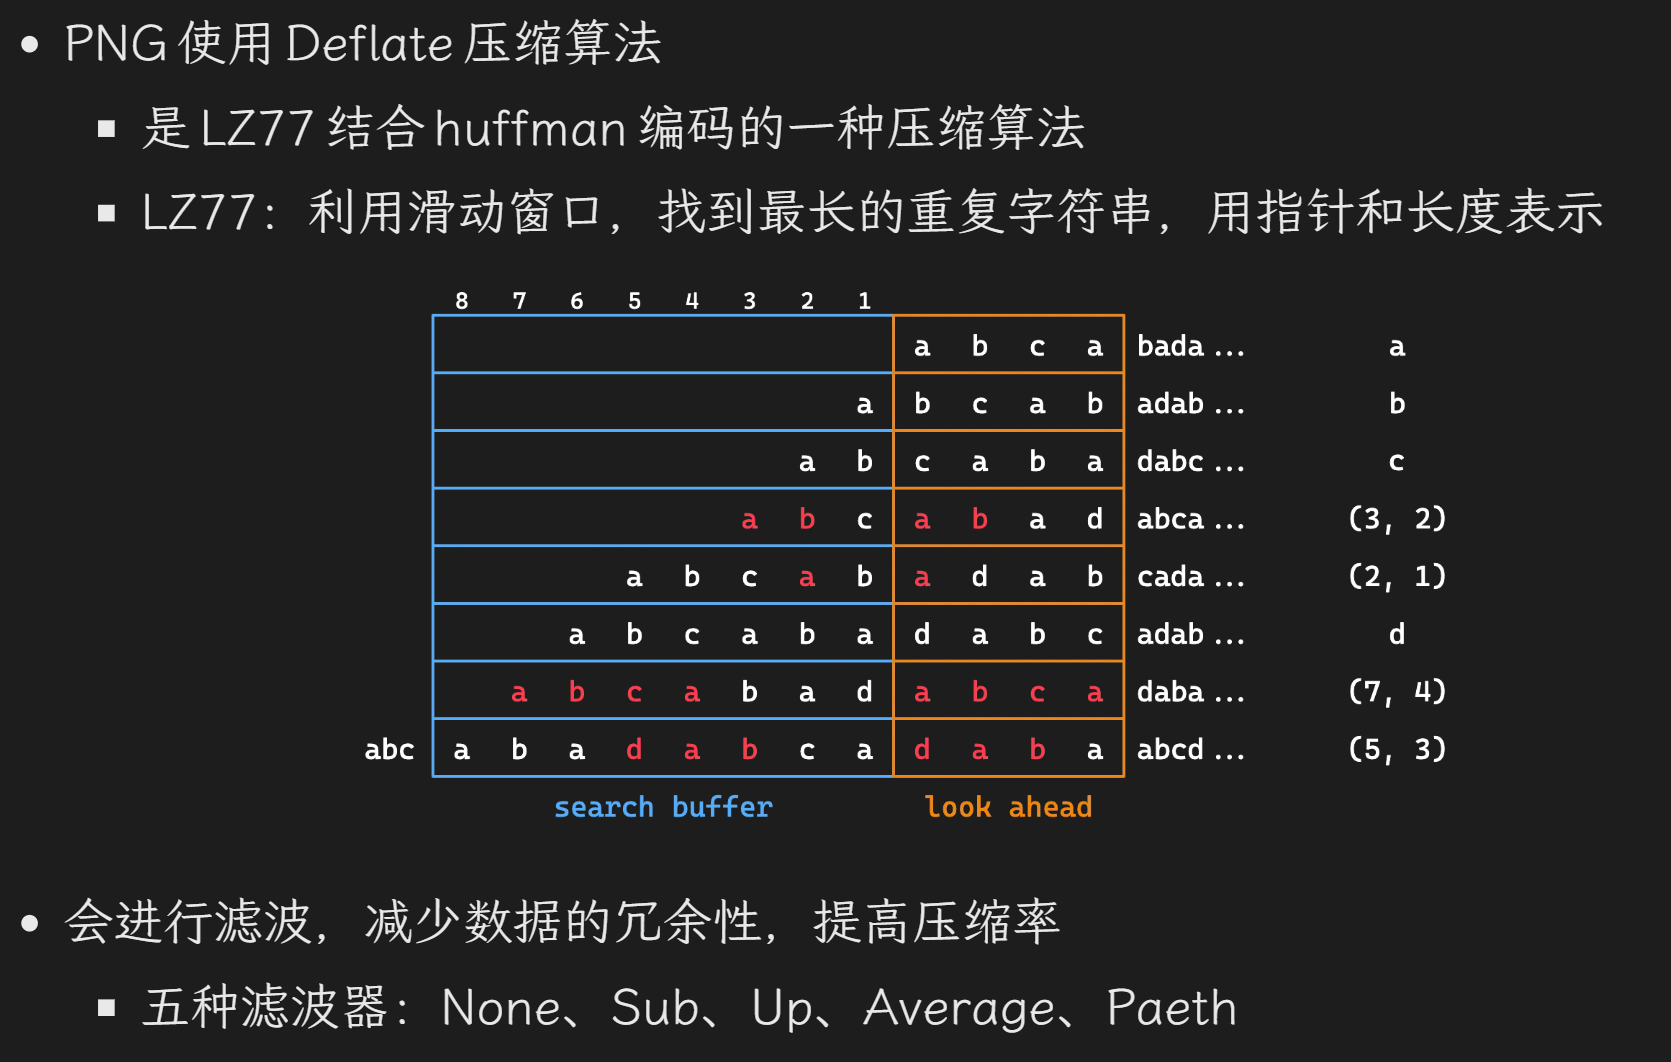 • PNG 使用 Deflate 压缩算法
▪ 是 LZ77 结合 huffman 编码的一种压缩算法
▪ LZ77：利用滑动窗口，找到最长的重复字符串，用指针和长度表示
8 7 6 5 4 3 2 1
a b c a bada ... a
a b c a b adab ... b
a b c a b a dabc ... c
a b c a b a d abca ... (3, 2)
a b c a b a d a b cada ... (2, 1)
a b c a b a d a b c adab ... d
a b c a b a d a b c a daba ... (7, 4)
abc a b a d a b c a d a b a abcd ... (5, 3)
search buffer look ahead
• 会进行滤波，减少数据的冗余性，提高压缩率
▪ 五种滤波器：None、Sub、Up、Average、Paeth